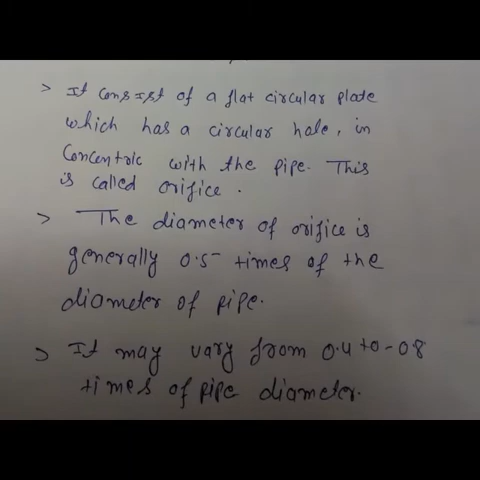 > It consist of a flat circular plate
which has a circular hole, in
Concentric with the pipe. This
is called orifice.
> The diameter of orifice is
generally 0.5 times of the
diameter of pipe.
> It may vary from 0.4 to - 08
times of pipe diameter.